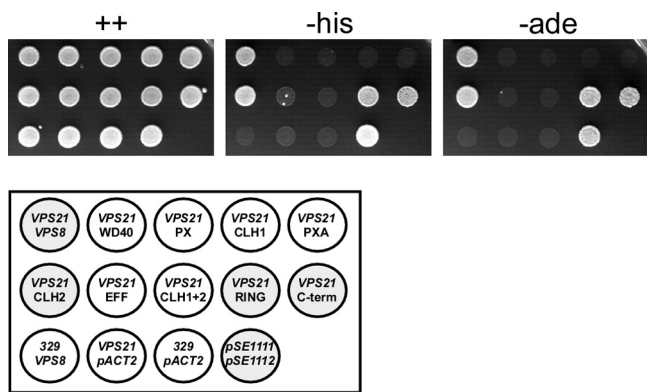 ++ -his -ade
VPS21 VPS21 VPS21 VPS21 VPS21
VPS8 WD40 PX CLH1 PXA
VPS21 VPS21 VPS21 VPS21 VPS21
CLH2 EFF CLH1+2 RING C-term
329 VPS21 329 pSE1111
VPS8 pACT2 pACT2 pSE1112